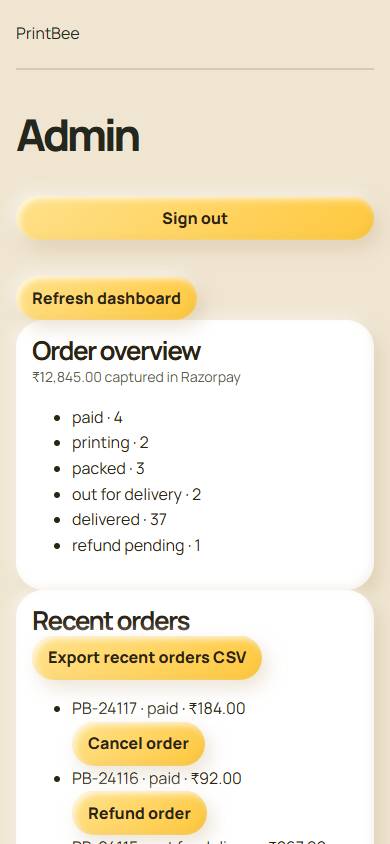 PrintBee
Admin
Sign out
Refresh dashboard
Order overview
₹12,845.00 captured in Razorpay
paid · 4
printing · 2
packed · 3
out for delivery · 2
delivered · 37
refund pending · 1
Recent orders
Export recent orders CSV
PB-24117 · paid · ₹184.00
Cancel order
PB-24116 · paid · ₹92.00
Refund order